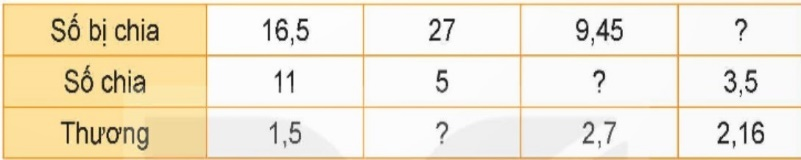 Số bị chia 16,5 27 9,45 ?
Số chia 11 5 ? 3,5
Thương 1,5 ? 2,7 2,16